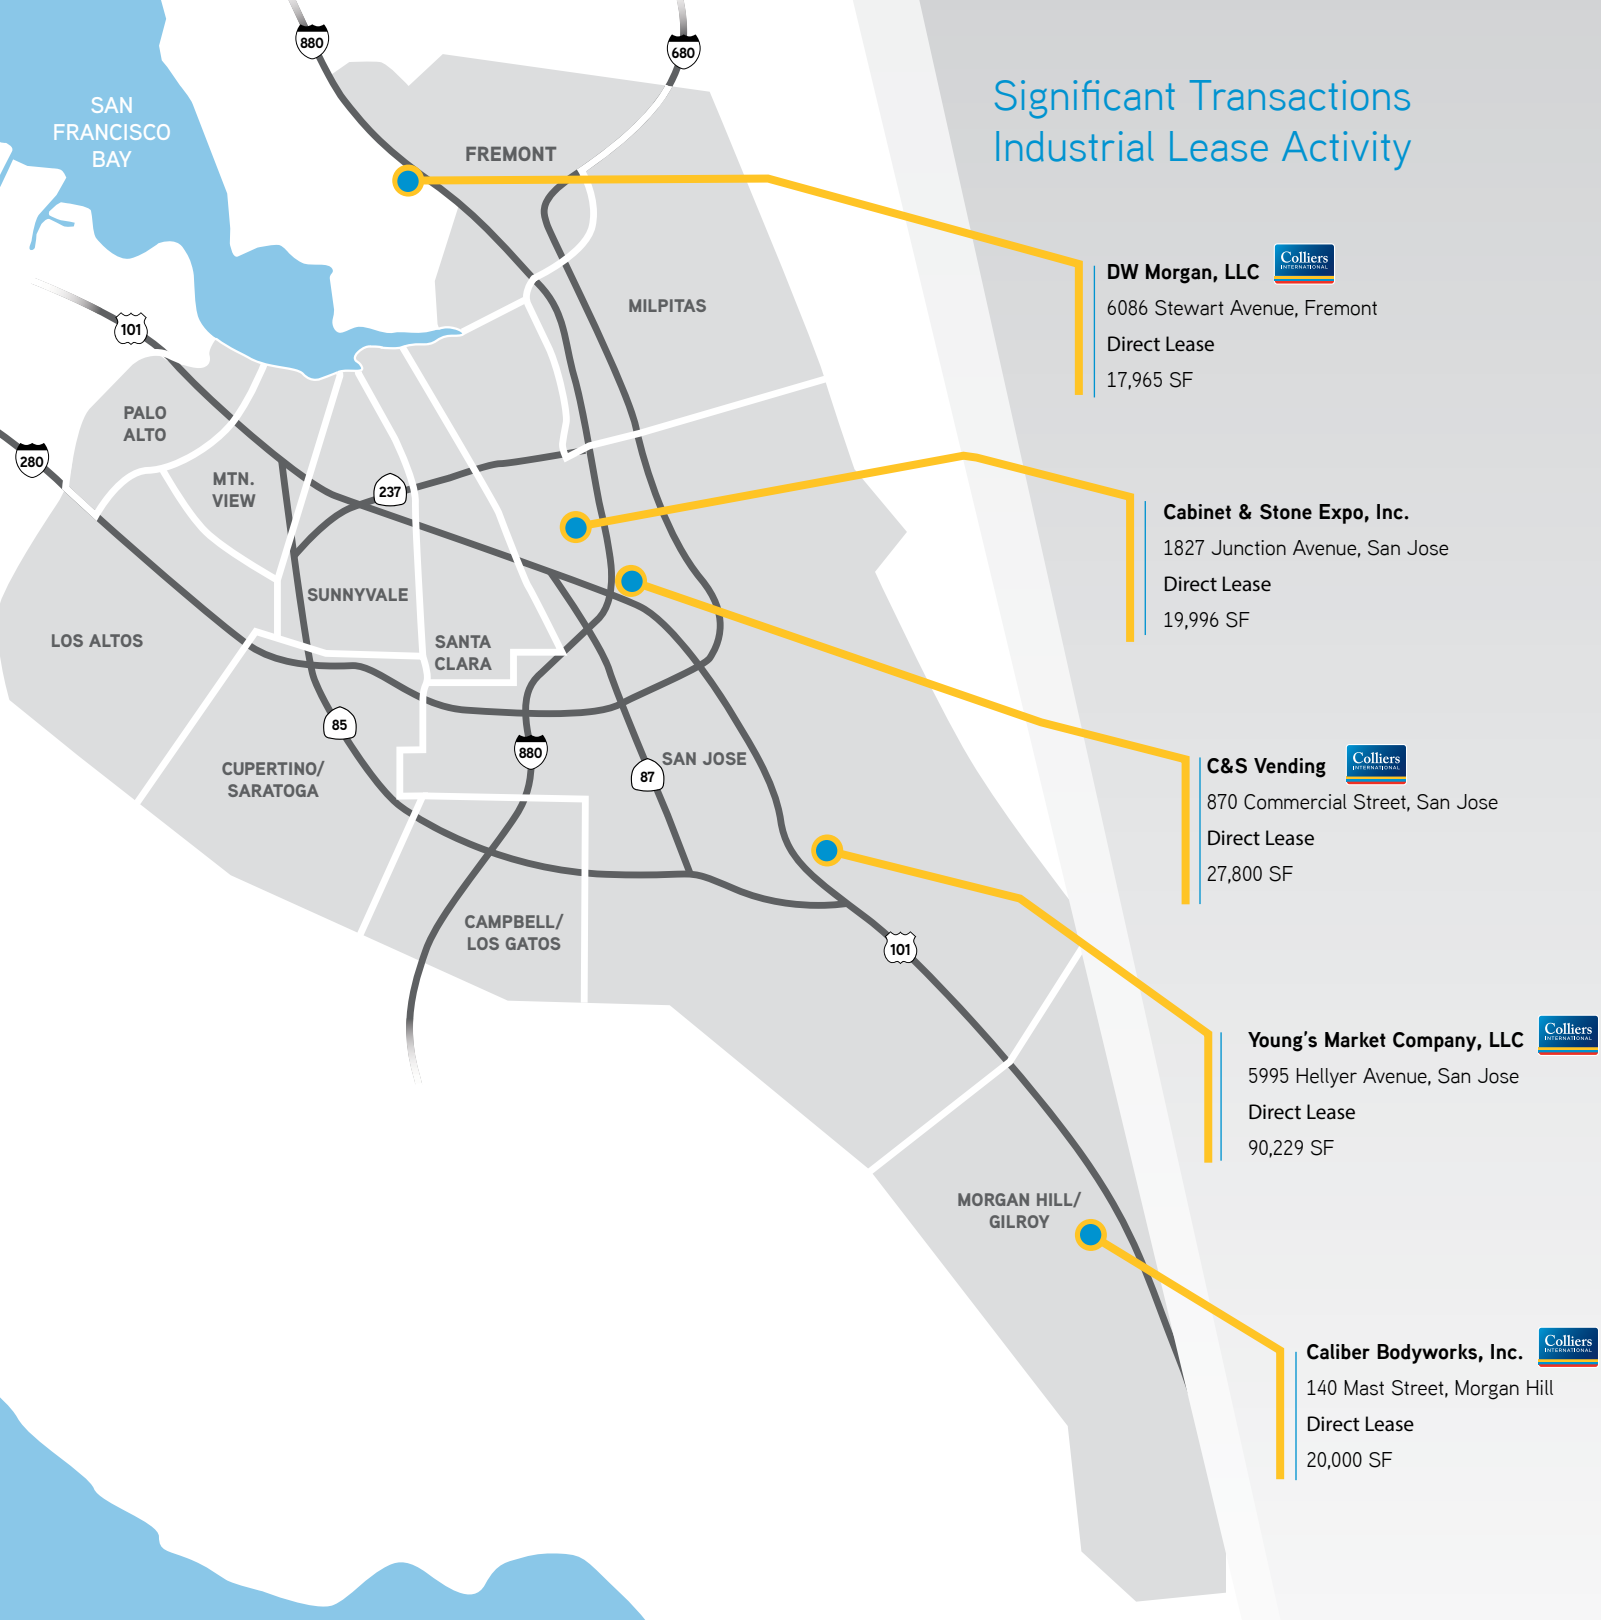 Significant Transactions
Industrial Lease Activity
880
680
SAN
FRANCISCO
BAY
FREMONT
DW Morgan, LLC
Colliers
INTERNATIONAL
6086 Stewart Avenue, Fremont
Direct Lease
17,965 SF
MILPITAS
101
PALO
ALTO
280
MTN.
VIEW
237
Cabinet & Stone Expo, Inc.
1827 Junction Avenue, San Jose
Direct Lease
19,996 SF
SUNNYVALE
LOS ALTOS
SANTA
CLARA
85
880
87
SAN JOSE
CUPERTINO/
SARATOGA
C&S Vending
Colliers
INTERNATIONAL
870 Commercial Street, San Jose
Direct Lease
27,800 SF
CAMPBELL/
LOS GATOS
101
Young's Market Company, LLC
Colliers
INTERNATIONAL
5995 Hellyer Avenue, San Jose
Direct Lease
90,229 SF
MORGAN HILL/
GILROY
Caliber Bodyworks, Inc.
Colliers
INTERNATIONAL
140 Mast Street, Morgan Hill
Direct Lease
20,000 SF